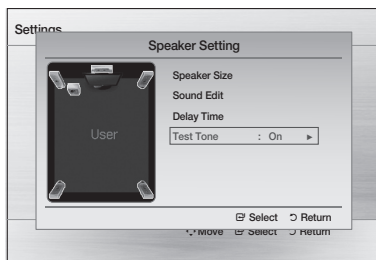 Settings
Speaker Setting
Speaker Size
Sound Edit
Delay Time
User
Test Tone : On ►
Select Return
Move Select Return